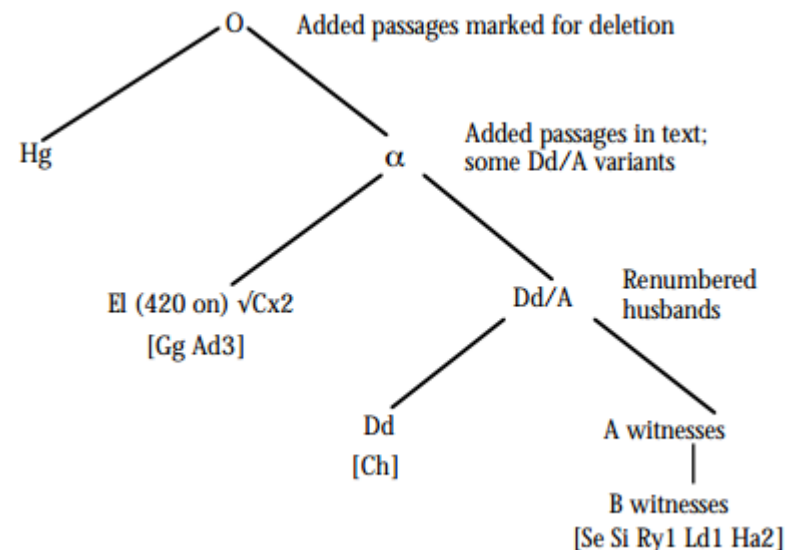 O
Added passages marked for deletion
Hg
α
Added passages in text;
some Dd/A variants
El (420 on) √Cx2
[Gg Ad3]
Dd/A
Renumbered
husbands
Dd
[Ch]
A witnesses
B witnesses
[Se Si Ry1 Ld1 Ha2]